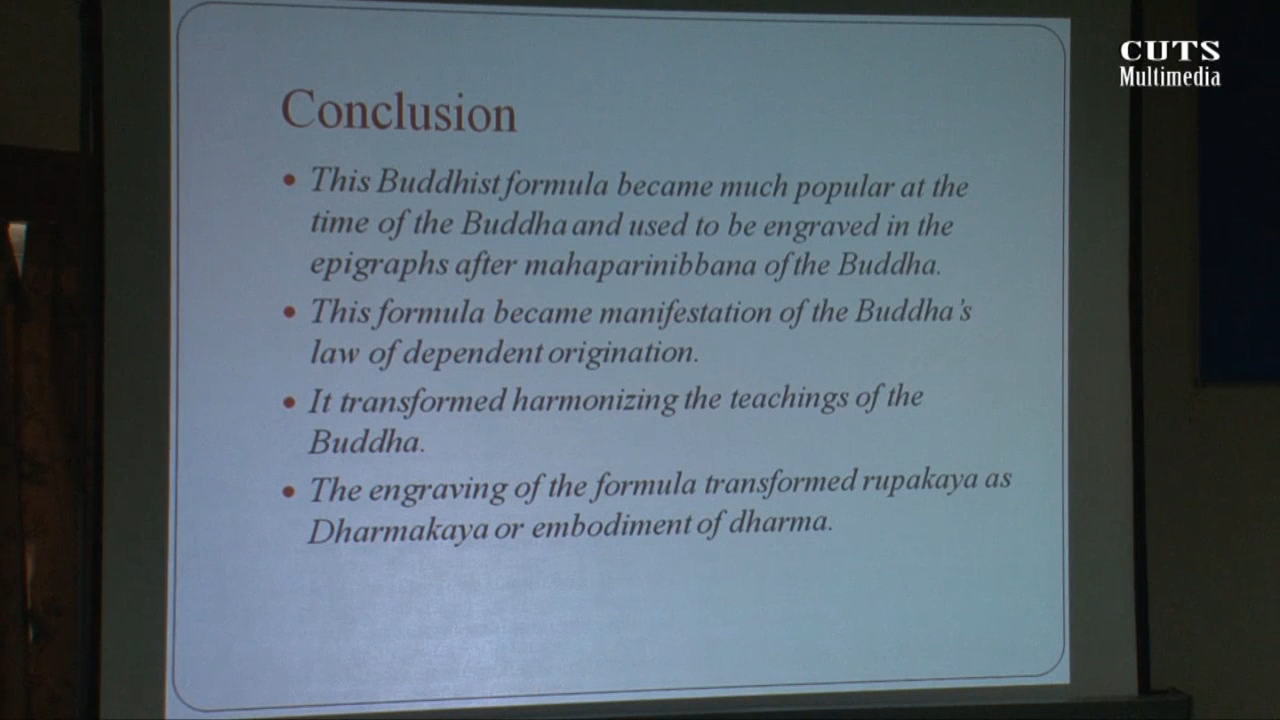 CUTS
Multimedia
Conclusion
• This Buddhist formula became much popular at the
time of the Buddha and used to be engraved in the
epigraphs after mahaparinibbana of the Buddha.
• This formula became manifestation of the Buddha's
law of dependent origination.
• It transformed harmonizing the teachings of the
Buddha.
• The engraving of the formula transformed rupakaya as
Dharmakaya or embodiment of dharma.